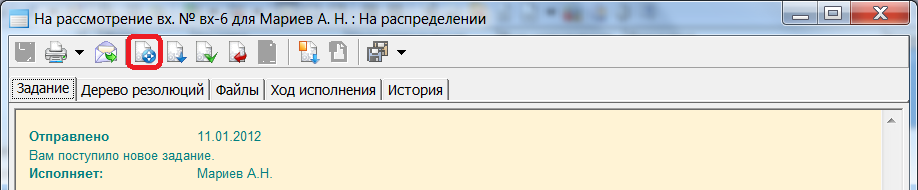 На рассмотрение вх. № вх-6 для Мариев А. Н. : На распределении
Задание Дерево резолюций Файлы Ход исполнения История
Отправлено 11.01.2012
Вам поступило новое задание.
Исполняет: Мариев А.Н.